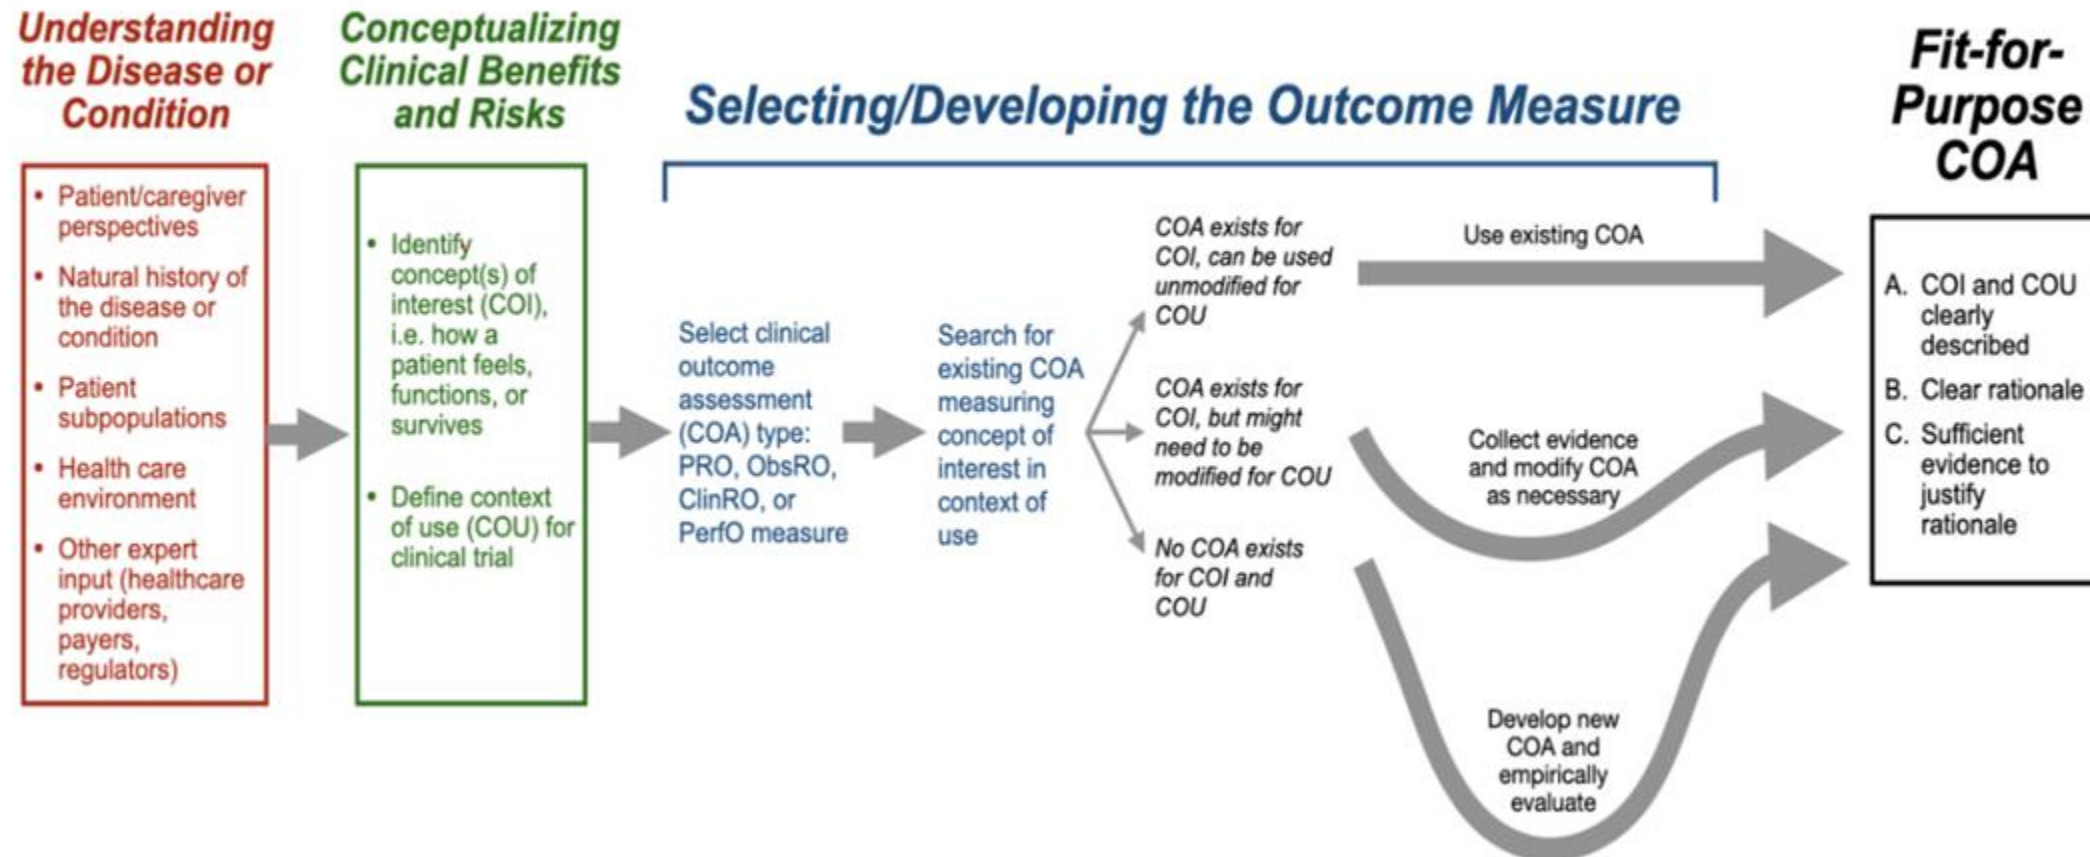 Understanding
the Disease or
Condition
• Patient/caregiver
perspectives
• Natural history of
the disease or
condition
• Patient
subpopulations
• Health care
environment
• Other expert
input (healthcare
providers,
payers,
regulators)
Conceptualizing
Clinical Benefits
and Risks
• Identify
concept(s) of
interest (COI),
i.e. how a
patient feels,
functions, or
survives
• Define context
of use (COU) for
clinical trial
Selecting/Developing the Outcome Measure
Select clinical
outcome
assessment
(COA) type:
PRO, ObsRO,
ClinRO, or
PerfO measure
Search for
existing COA
measuring
concept of
interest in
context of
use
COA exists for
COI, can be used
unmodified for
COU
Use existing COA
COA exists for
COI, but might
need to be
modified for COU
Collect evidence
and modify COA
as necessary
No COA exists
for COI and
COU
Develop new
COA and
empirically
evaluate
Fit-for-
Purpose
COA
A. COI and COU
clearly
described
B. Clear rationale
C. Sufficient
evidence to
justify
rationale